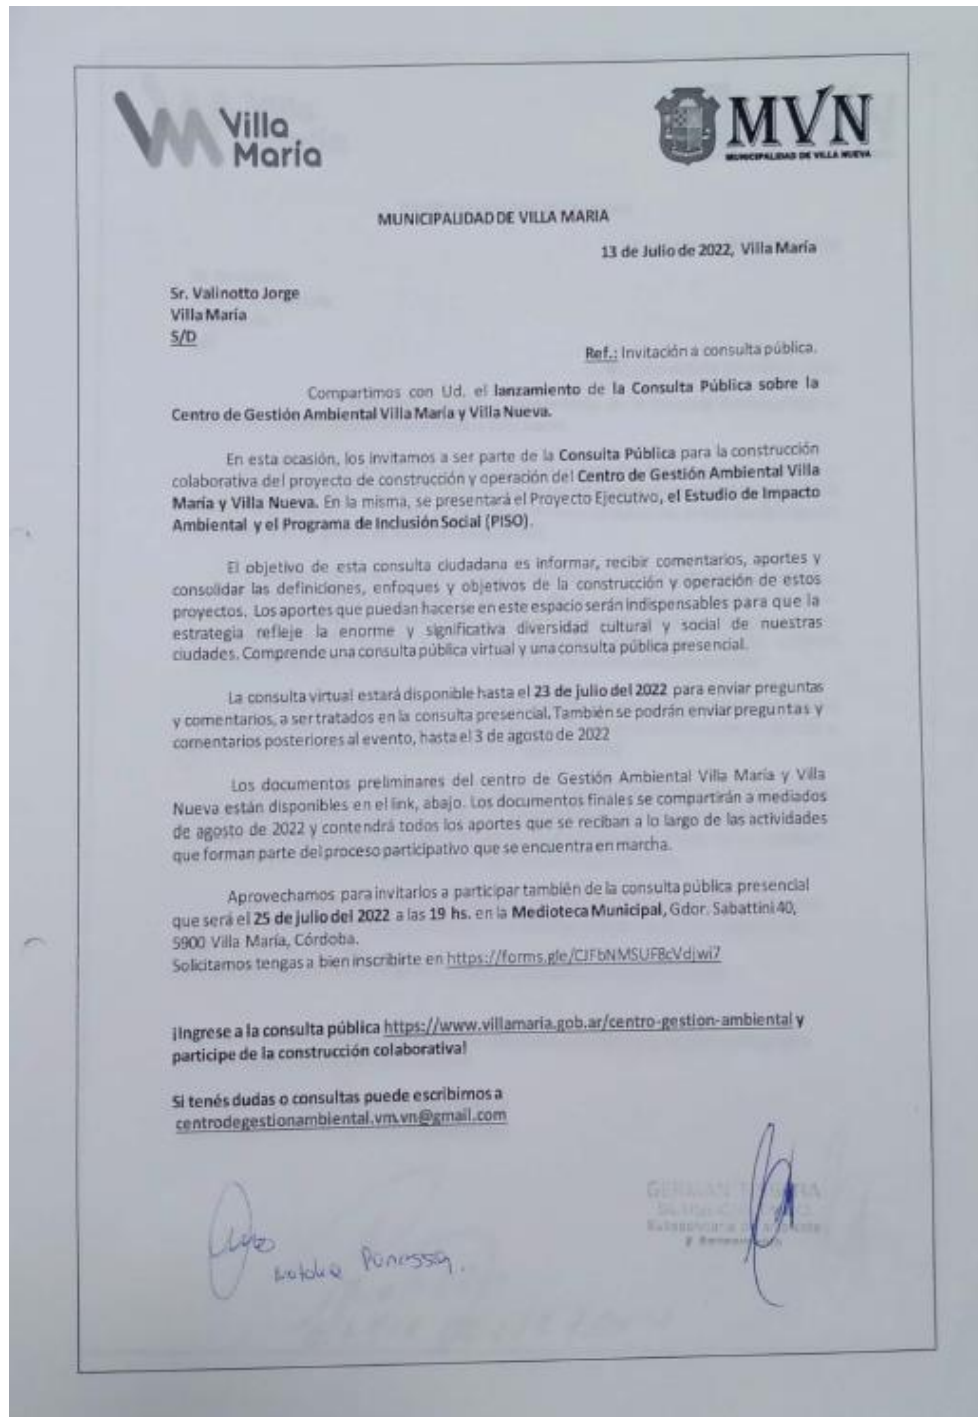 Villa
María
MVN
MUNICIPALIDAD DE VILLA NUEVA
MUNICIPALIDAD DE VILLA MARIA
13 de Julio de 2022, Villa María
Sr. Valinotto Jorge
Villa María
S/D
Ref.: Invitación a consulta pública.
Compartimos con Ud. el lanzamiento de la Consulta Pública sobre la
Centro de Gestión Ambiental Villa María y Villa Nueva.
En esta ocasión, los invitamos a ser parte de la Consulta Pública para la construcción
colaborativa del proyecto de construcción y operación del Centro de Gestión Ambiental Villa
María y Villa Nueva. En la misma, se presentará el Proyecto Ejecutivo, el Estudio de Impacto
Ambiental y el Programa de Inclusión Social (PISO).
El objetivo de esta consulta ciudadana es informar, recibir comentarios, aportes y
consolidar las definiciones, enfoques y objetivos de la construcción y operación de estos
proyectos. Los aportes que puedan hacerse en este espacio serán indispensables para que la
estrategia refleje la enorme y significativa diversidad cultural y social de nuestras
ciudades. Comprende una consulta pública virtual y una consulta pública presencial.
La consulta virtual estará disponible hasta el 23 de julio del 2022 para enviar preguntas
y comentarios, a ser tratados en la consulta presencial. También se podrán enviar preguntas y
comentarios posteriores al evento, hasta el 3 de agosto de 2022
Los documentos preliminares del centro de Gestión Ambiental Villa María y Villa
Nueva están disponibles en el link, abajo. Los documentos finales se compartirán a mediados
de agosto de 2022 y contendrá todos los aportes que se reciban a lo largo de las actividades
que forman parte del proceso participativo que se encuentra en marcha.
Aprovechamos para invitarlos a participar también de la consulta pública presencial
que será el 25 de julio del 2022 a las 19 hs. en la Medioteca Municipal, Gdor. Sabattini 40,
5900 Villa María, Córdoba.
Solicitamos tengas a bien inscribirte en https://forms.gle/CJFbNMSUF8cVdjwi7
¡Ingrese a la consulta pública https://www.villamaria.gob.ar/centro-gestion-ambiental y
participe de la construcción colaborativa!
Si tenés dudas o consultas puede escribirnos a
centrodegestionambiental.vm.vn@gmail.com
Panessa.
GERMAN